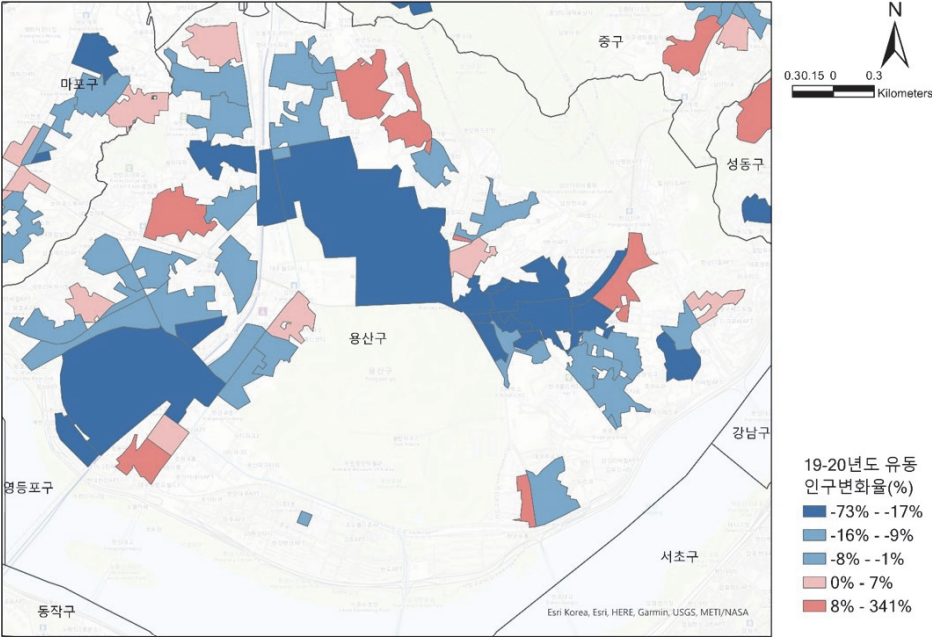 N
중구
마포구
0.30.15 0 0.3
Kilometers
성동구
용산구
강남구
19-20년도 유동
인구변화율(%)
영등포구
-73% - -17%
-16% - -9%
-8% - -1%
서초구
0% - 7%
동작구
8% - 341%
Esri Korea, Esri, HERE, Garmin, USGS, METI/NASA